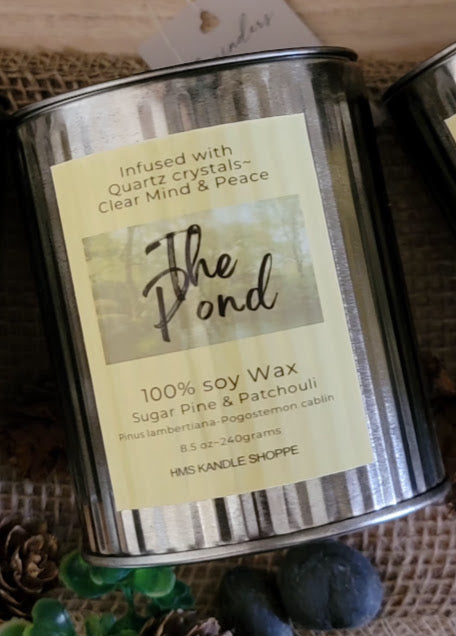 Infused with
Quartz crystals~
Clear Mind & Peace
The
Pond
100% soy Wax
Sugar Pine & Patchouli
Pinus lambertiana-Pogostemon cablin
8.5 oz~240grams
HMS KANDLE SHOPPE